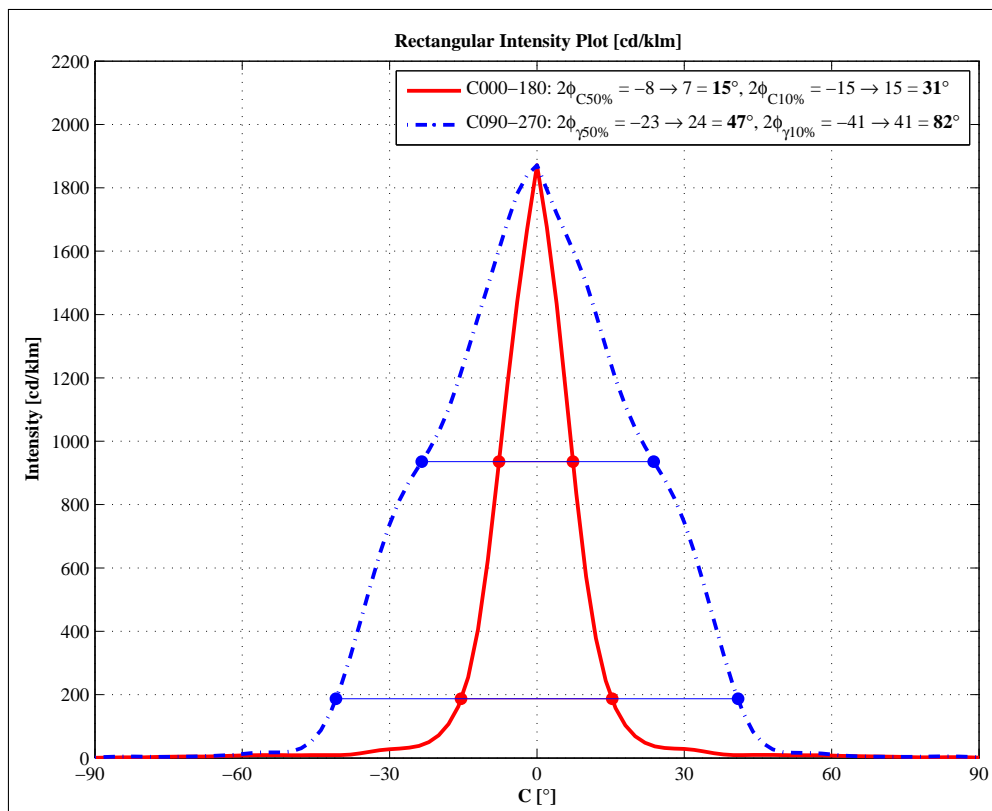 Rectangular Intensity Plot [cd/klm]
C000–180: 2ϕC50% = −8 → 7 = 15°, 2ϕC10% = −15 → 15 = 31°
C090–270: 2ϕγ50% = −23 → 24 = 47°, 2ϕγ10% = −41 → 41 = 82°
2200
2000
1800
1600
1400
1200
1000
800
600
400
200
0
Intensity [cd/klm]
−90 −60 −30 0 30 60 90
C [°]